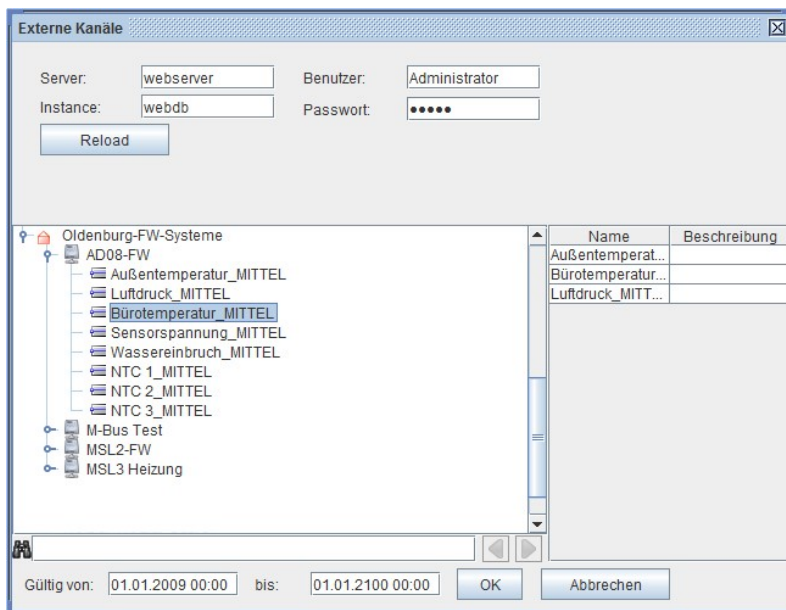 Externe Kanäle
Server: webserver Benutzer: Administrator
Instance: webdb Passwort: •••••
Reload
Oldenburg-FW-Systeme
AD08-FW
Außentemperatur_MITTEL
Luftdruck_MITTEL
Bürotemperatur_MITTEL
Sensorspannung_MITTEL
Wassereinbruch_MITTEL
NTC 1_MITTEL
NTC 2_MITTEL
NTC 3_MITTEL
M-Bus Test
MSL2-FW
MSL3 Heizung
Name Beschreibung
Außentemperat...
Bürotemperatur...
Luftdruck_MITT...
Gültig von: 01.01.2009 00:00 bis: 01.01.2100 00:00 OK Abbrechen